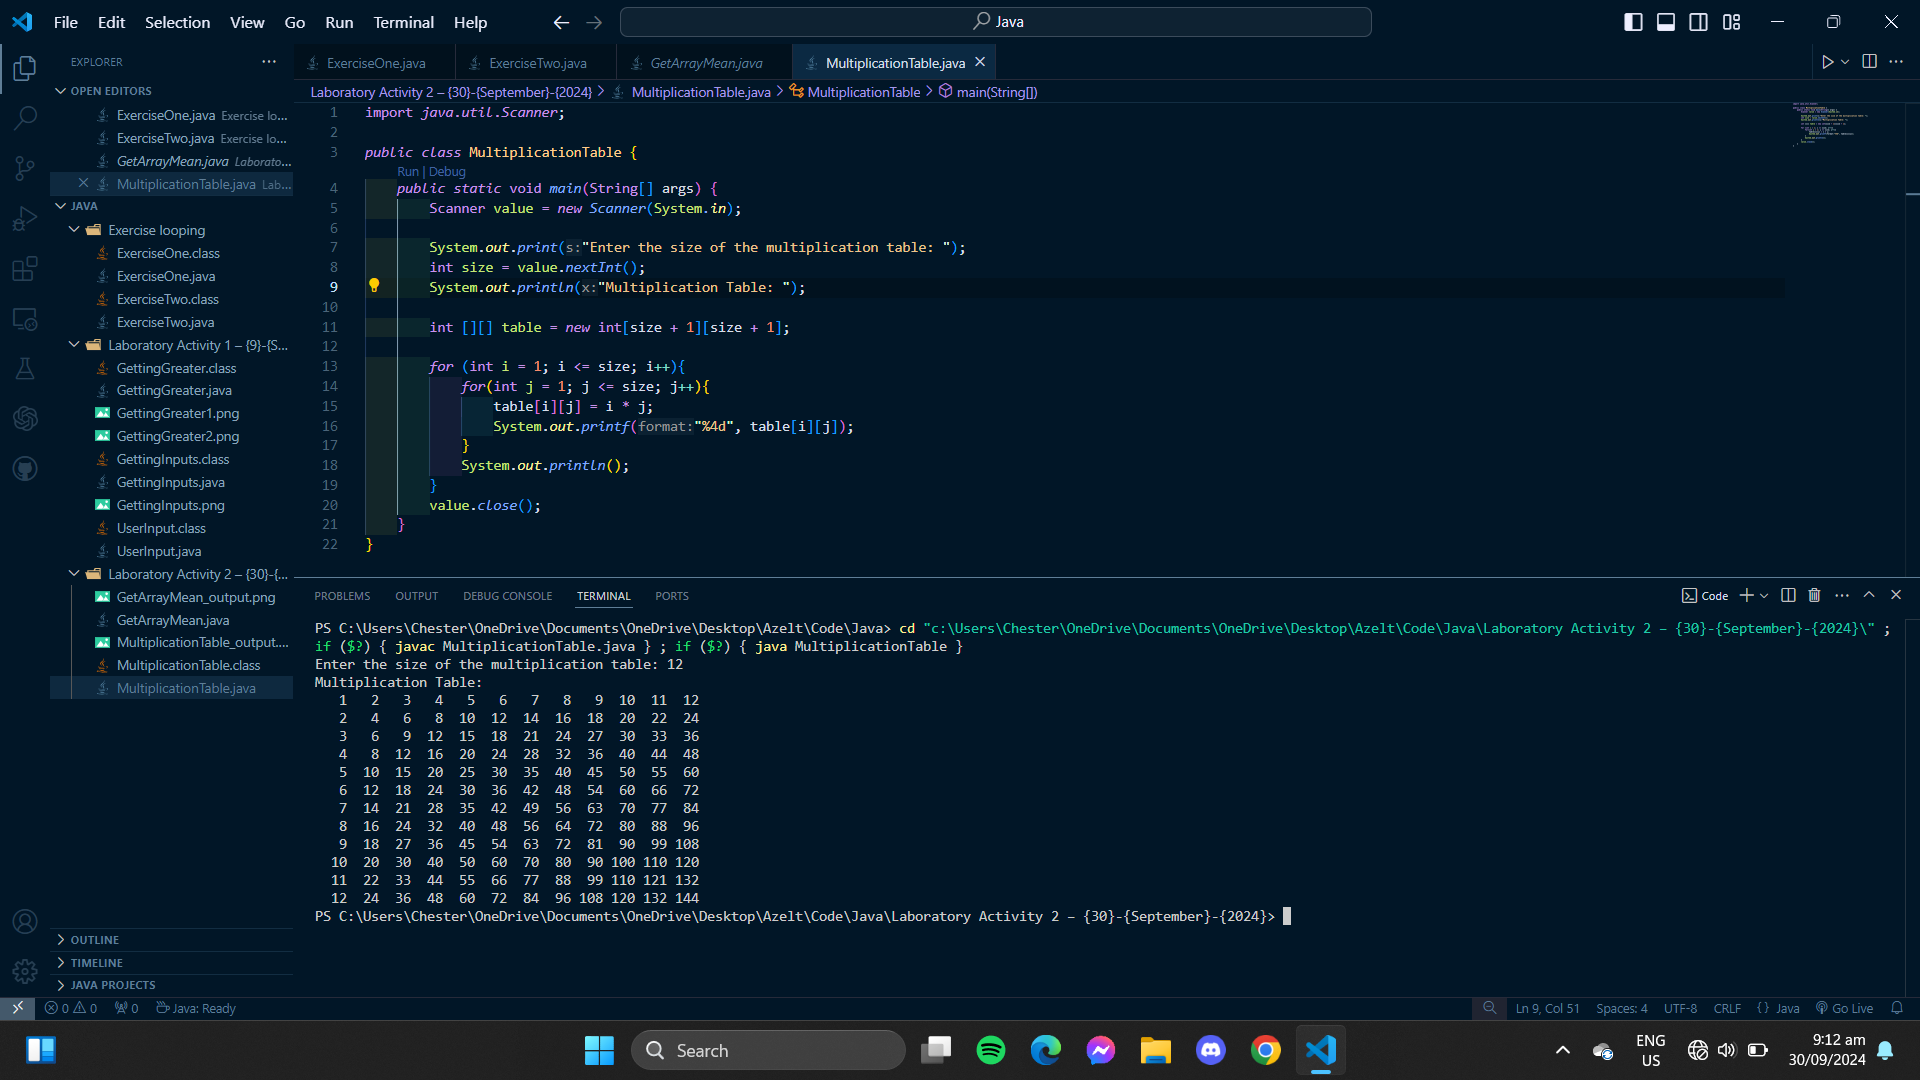 File Edit Selection View Go Run Terminal Help
Java
EXPLORER
OPEN EDITORS
ExerciseOne.java Exercise lo...
ExerciseTwo.java Exercise lo...
GetArrayMean.java Laborato...
MultiplicationTable.java Lab...
JAVA
Exercise looping
ExerciseOne.class
ExerciseOne.java
ExerciseTwo.class
ExerciseTwo.java
Laboratory Activity 1 – {9}-{S...
GettingGreater.class
GettingGreater.java
GettingGreater1.png
GettingGreater2.png
GettingInputs.class
GettingInputs.java
GettingInputs.png
UserInput.class
UserInput.java
Laboratory Activity 2 – {30}-{...
GetArrayMean_output.png
GetArrayMean.java
MultiplicationTable_output....
MultiplicationTable.class
MultiplicationTable.java
OUTLINE
TIMELINE
JAVA PROJECTS
ExerciseOne.java ExerciseTwo.java GetArrayMean.java MultiplicationTable.java
Laboratory Activity 2 – {30}-{September}-{2024} > MultiplicationTable.java > MultiplicationTable > main(String[])
1 import java.util.Scanner;
2
3 public class MultiplicationTable {
Run | Debug
4 public static void main(String[] args) {
5 Scanner value = new Scanner(System.in);
6
7 System.out.print(s:"Enter the size of the multiplication table: ");
8 int size = value.nextInt();
9 System.out.println(x:"Multiplication Table: ");
10
11 int [][] table = new int[size + 1][size + 1];
12
13 for (int i = 1; i <= size; i++){
14 for(int j = 1; j <= size; j++){
15 table[i][j] = i * j;
16 System.out.printf(format:"%4d", table[i][j]);
17 }
18 System.out.println();
19 }
20 value.close();
21 }
22 }
PROBLEMS OUTPUT DEBUG CONSOLE TERMINAL PORTS
Code
PS C:\Users\Chester\OneDrive\Documents\OneDrive\Desktop\Azelt\Code\Java> cd "c:\Users\Chester\OneDrive\Documents\OneDrive\Desktop\Azelt\Code\Java\Laboratory Activity 2 – {30}-{September}-{2024}\" ;
if ($?) { javac MultiplicationTable.java } ; if ($?) { java MultiplicationTable }
Enter the size of the multiplication table: 12
Multiplication Table:
1 2 3 4 5 6 7 8 9 10 11 12
2 4 6 8 10 12 14 16 18 20 22 24
3 6 9 12 15 18 21 24 27 30 33 36
4 8 12 16 20 24 28 32 36 40 44 48
5 10 15 20 25 30 35 40 45 50 55 60
6 12 18 24 30 36 42 48 54 60 66 72
7 14 21 28 35 42 49 56 63 70 77 84
8 16 24 32 40 48 56 64 72 80 88 96
9 18 27 36 45 54 63 72 81 90 99 108
10 20 30 40 50 60 70 80 90 100 110 120
11 22 33 44 55 66 77 88 99 110 121 132
12 24 36 48 60 72 84 96 108 120 132 144
PS C:\Users\Chester\OneDrive\Documents\OneDrive\Desktop\Azelt\Code\Java\Laboratory Activity 2 – {30}-{September}-{2024}>
0 0 0 Java: Ready
Ln 9, Col 51 Spaces: 4 UTF-8 CRLF {} Java Go Live
Search
ENG
US
9:12 am
30/09/2024